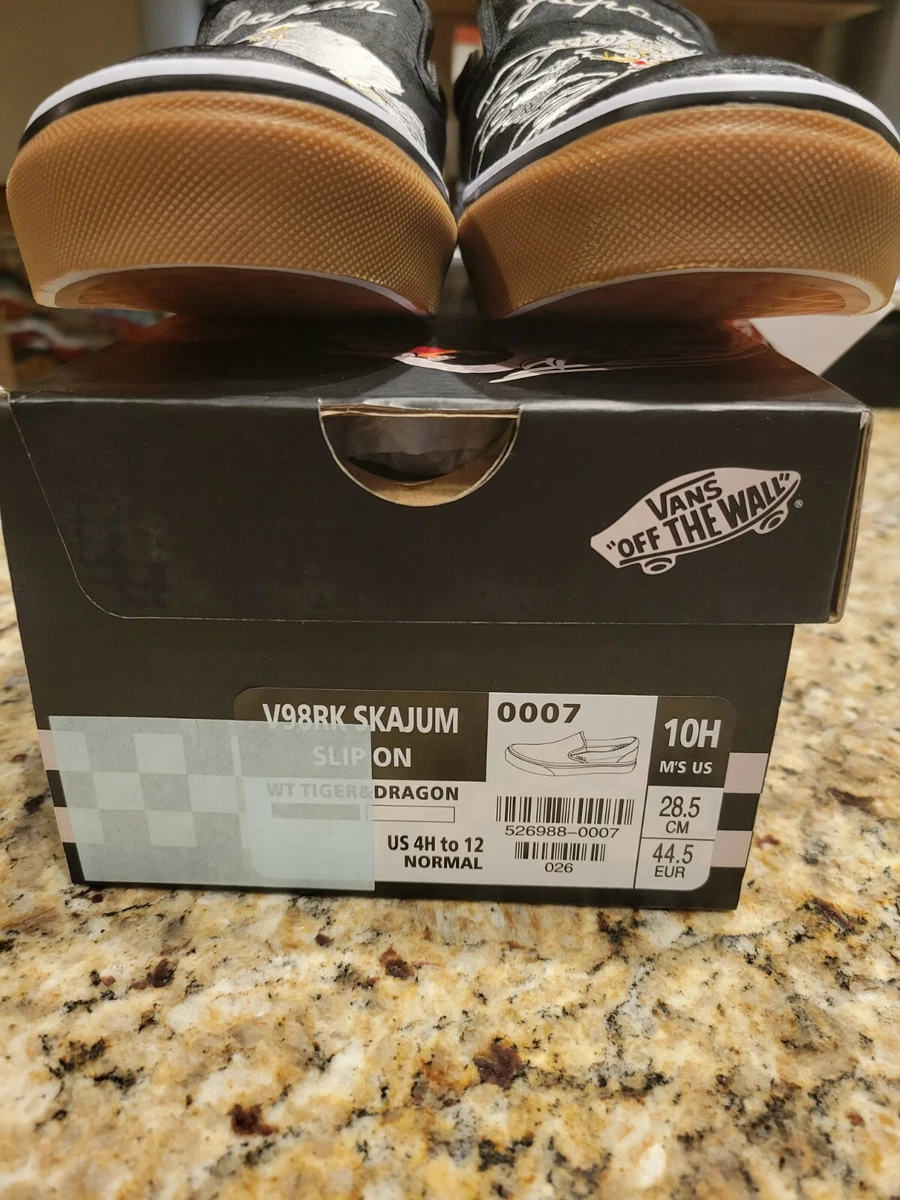 Japan
Japan
VANS
"OFF THE WALL"
®
V98RK SKAJUM
SLIP ON
WT TIGER&DRAGON
US 4H to 12
NORMAL
0007
526988-0007
026
10H
M'S US
28.5
CM
44.5
EUR